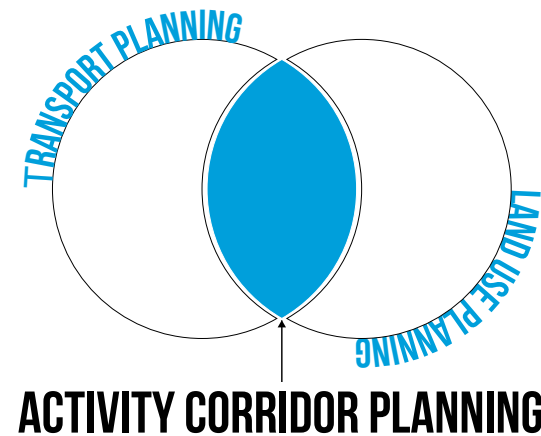 TRANSPORT PLANNING
LAND USE PLANNING
ACTIVITY CORRIDOR PLANNING